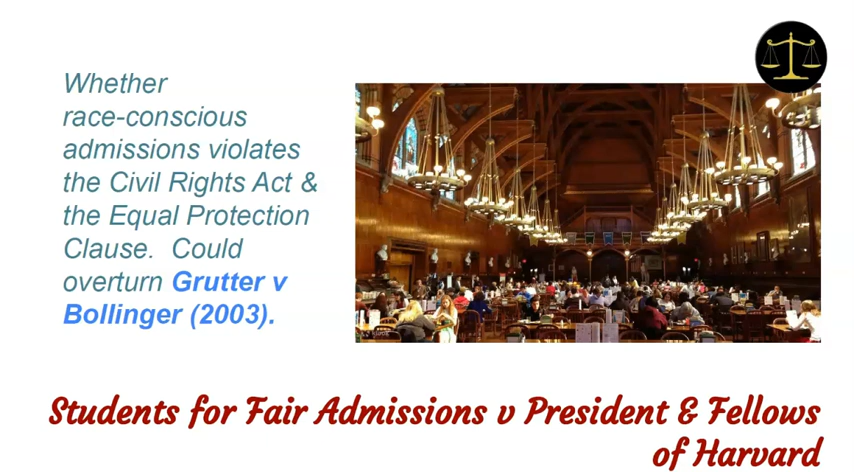 Whether
race-conscious
admissions violates
the Civil Rights Act &
the Equal Protection
Clause.  Could
overturn Grutter v
Bollinger (2003).
Students for Fair Admissions v President & Fellows
of Harvard